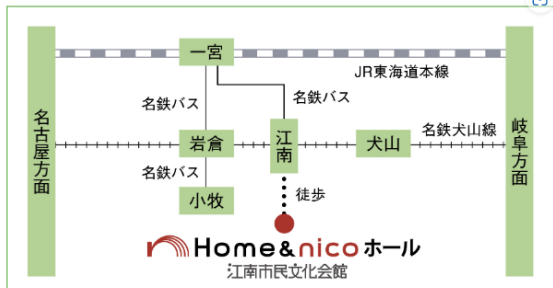 一宮
JR東海道本線
名鉄バス
名鉄バス
名古屋方面
岩倉
江南
犬山
名鉄犬山線
岐阜方面
名鉄バス
小牧
徒歩
Home&nicoホール
江南市民文化会館